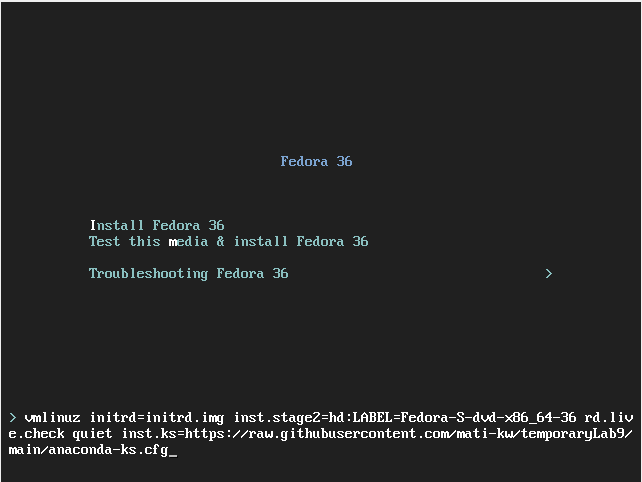 Fedora 36
Install Fedora 36
Test this media & install Fedora 36
Troubleshooting Fedora 36 >
> vmlinuz initrd=initrd.img inst.stage2=hd:LABEL=Fedora-S-dvd-x86_64-36 rd.liv
e.check quiet inst.ks=https://raw.githubusercontent.com/mati-kw/temporaryLab9/
main/anaconda-ks.cfg_